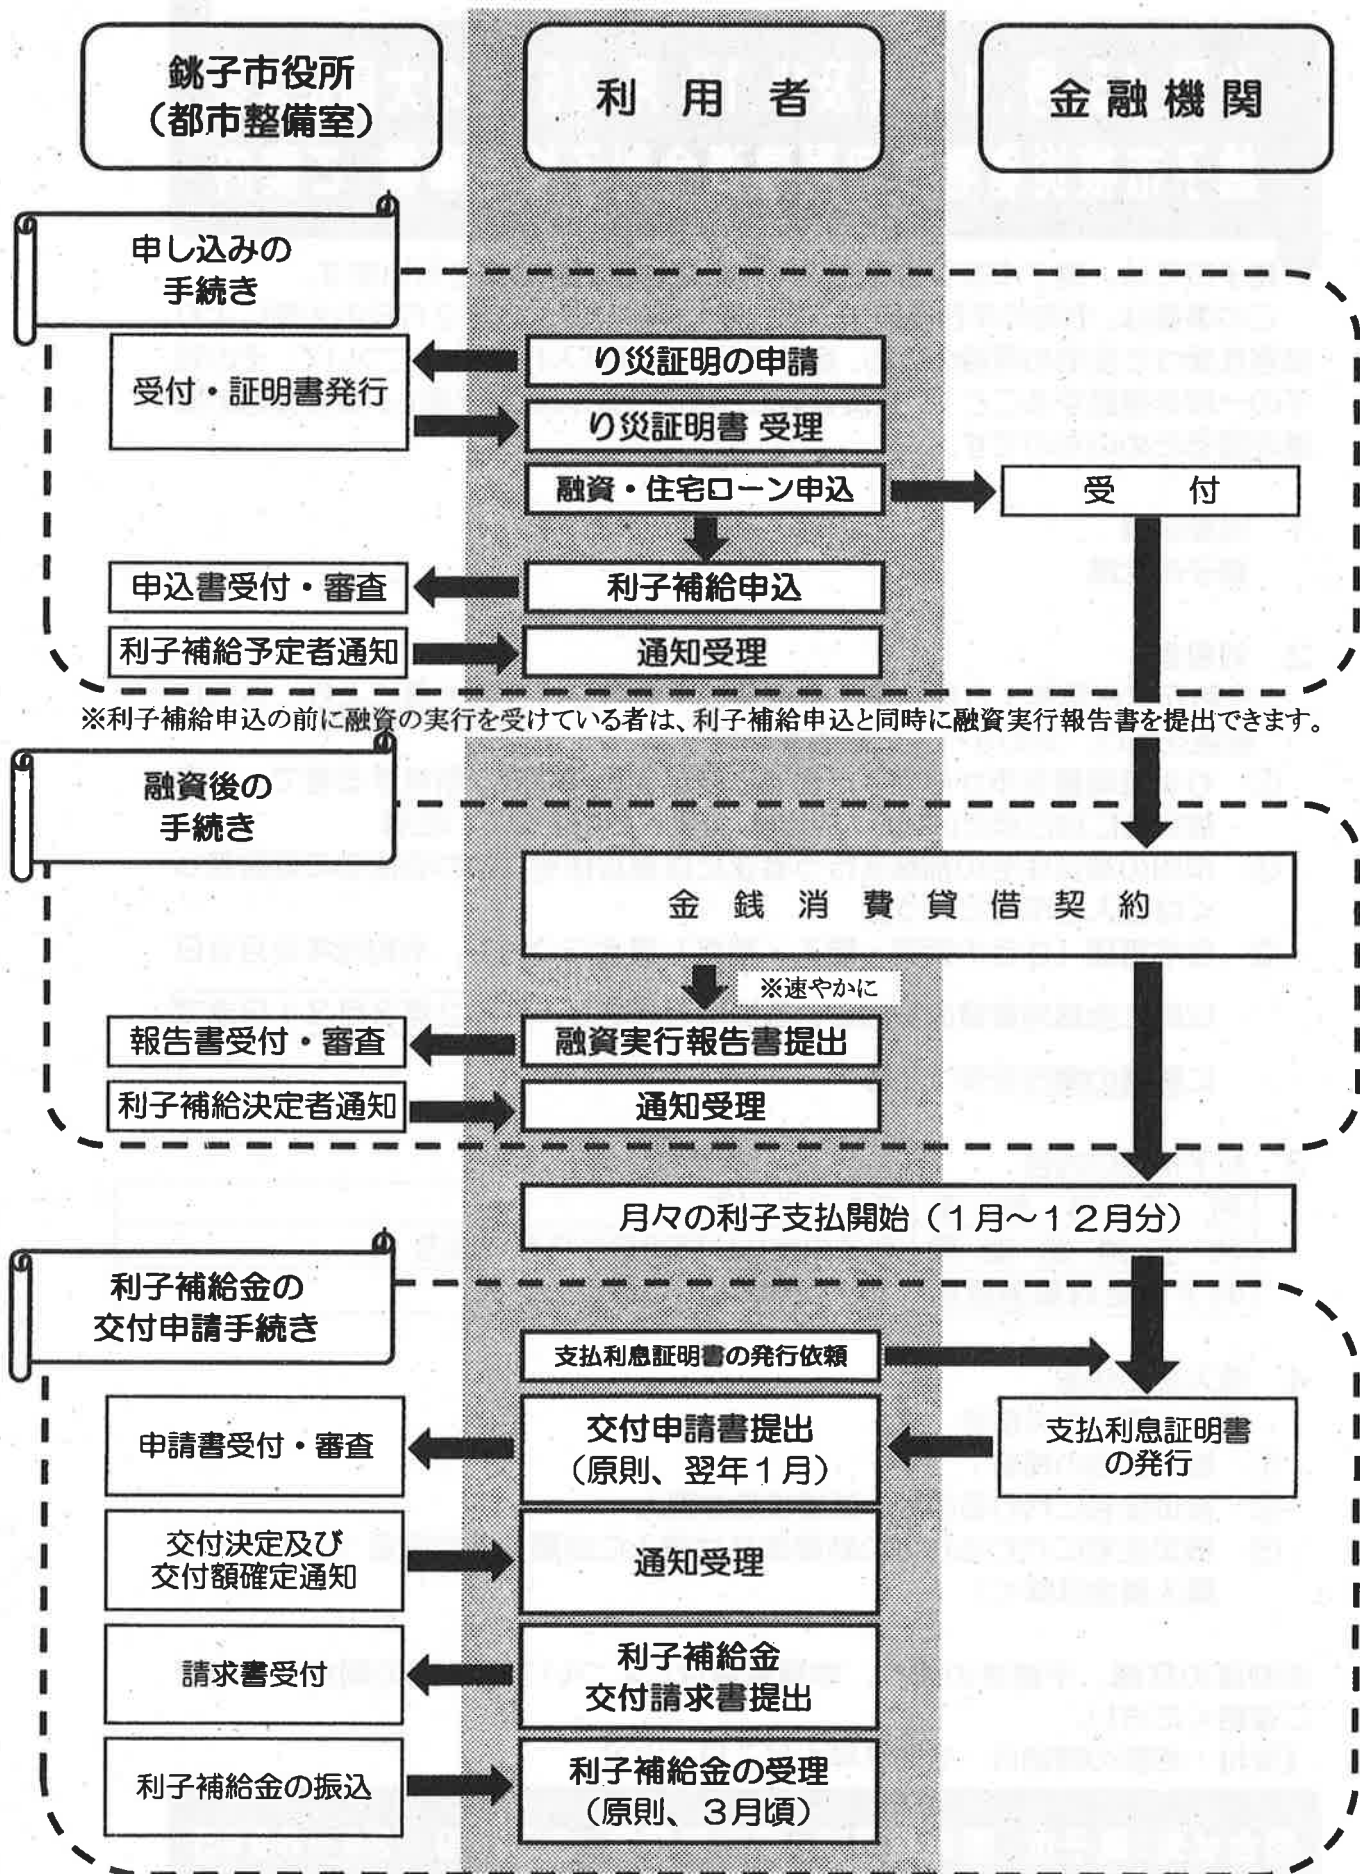 銚子市役所
（都市整備室）
利用者
金融機関
申し込みの
手続き
受付・証明書発行
り災証明の申請
り災証明書 受理
融資・住宅ローン申込
受付
申込書受付・審査
利子補給申込
利子補給予定者通知
通知受理
※利子補給申込の前に融資の実行を受けている者は、利子補給申込と同時に融資実行報告書を提出できます。
融資後の
手続き
金銭消費貸借契約
※速やかに
報告書受付・審査
融資実行報告書提出
利子補給決定者通知
通知受理
月々の利子支払開始（１月～１２月分）
利子補給金の
交付申請手続き
支払利息証明書の発行依頼
申請書受付・審査
交付申請書提出
（原則、翌年１月）
支払利息証明書
の発行
交付決定及び
交付額確定通知
通知受理
請求書受付
利子補給金
交付請求書提出
利子補給金の振込
利子補給金の受理
（原則、３月頃）